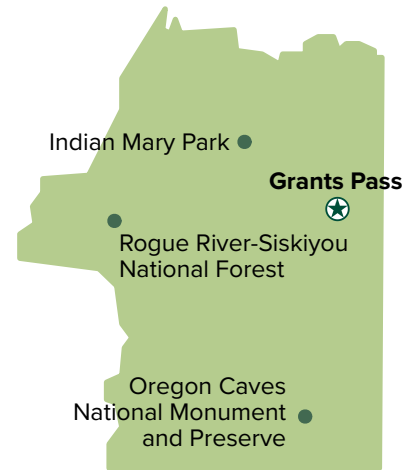 Indian Mary Park
Grants Pass
Rogue River-Siskiyou
National Forest
Oregon Caves
National Monument
and Preserve